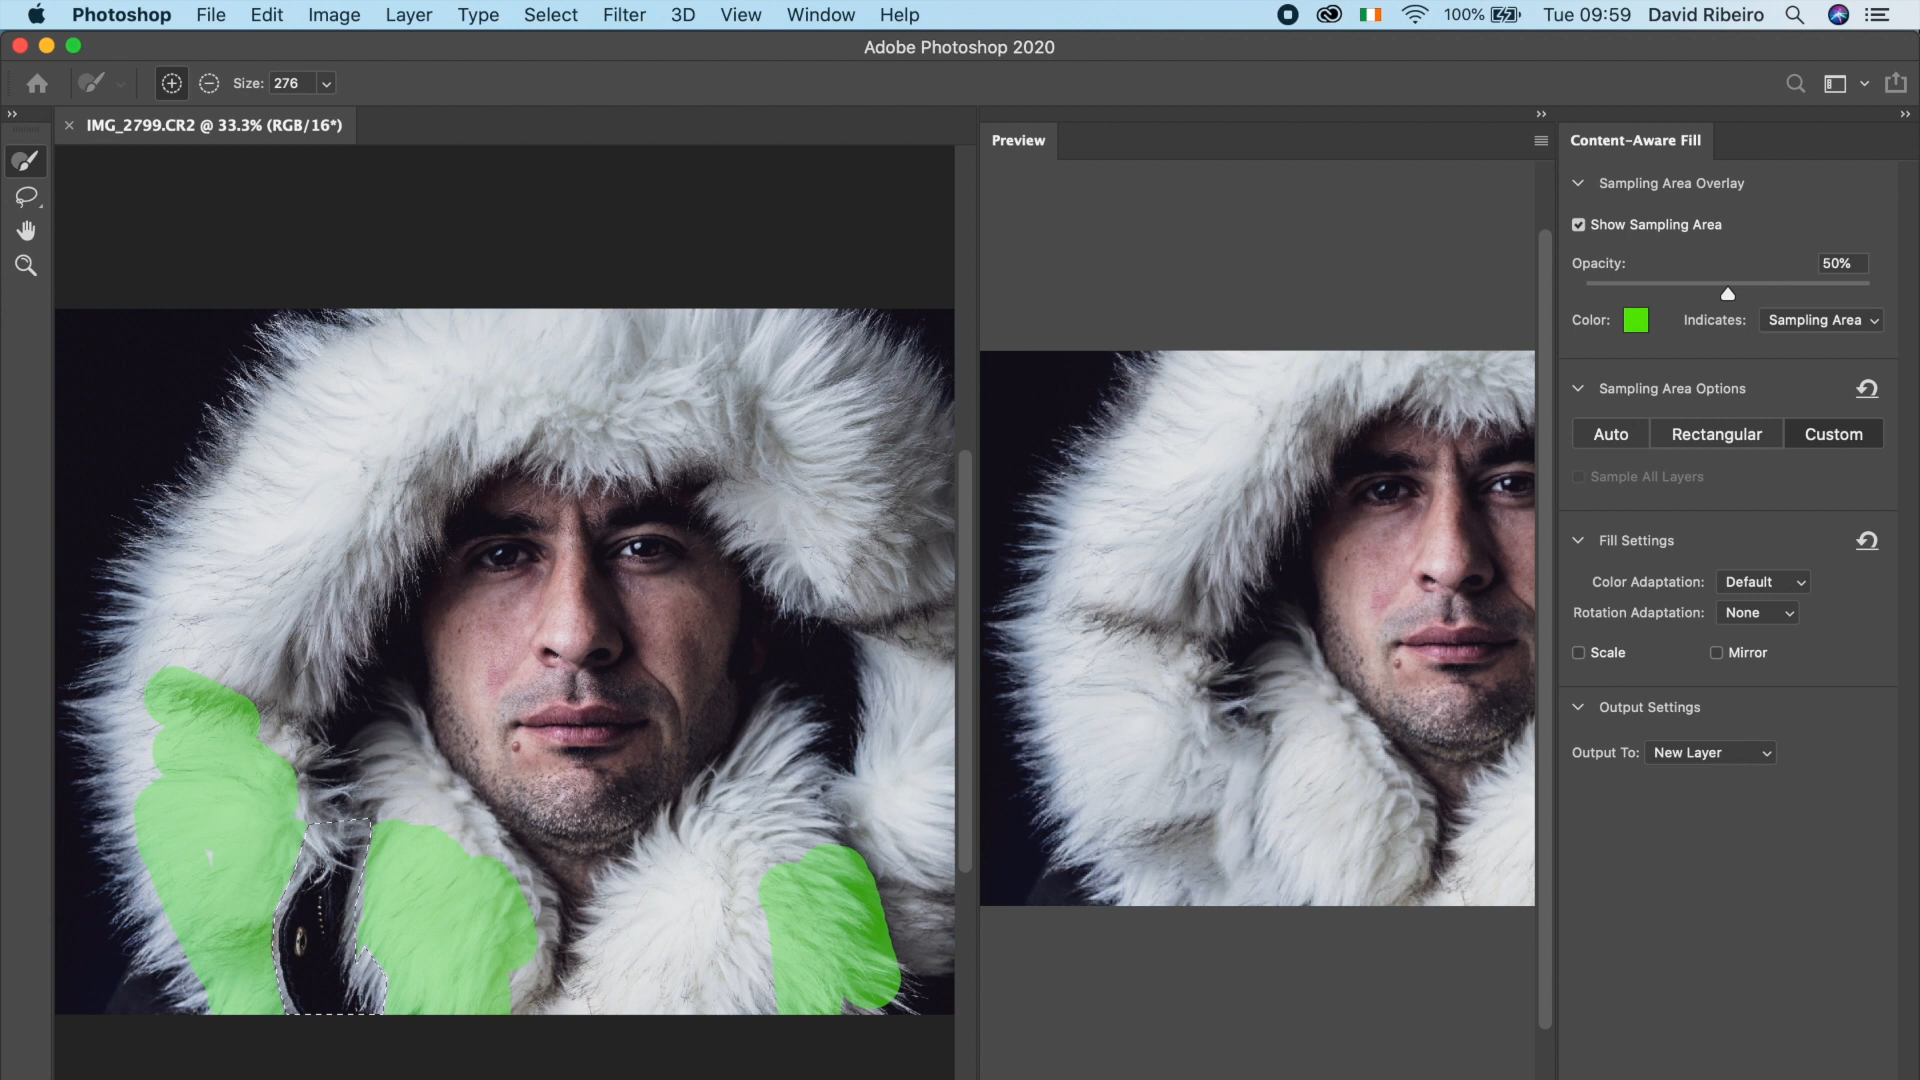 Photoshop File Edit Image Layer Type Select Filter 3D View Window Help 100% Tue 09:59 David Ribeiro
Adobe Photoshop 2020
Size: 276
IMG_2799.CR2 @ 33.3% (RGB/16*)
Preview
Content-Aware Fill
Sampling Area Overlay
Show Sampling Area
Opacity: 50%
Color: Indicates: Sampling Area
Sampling Area Options
Auto Rectangular Custom
Sample All Layers
Fill Settings
Color Adaptation: Default
Rotation Adaptation: None
Scale Mirror
Output Settings
Output To: New Layer